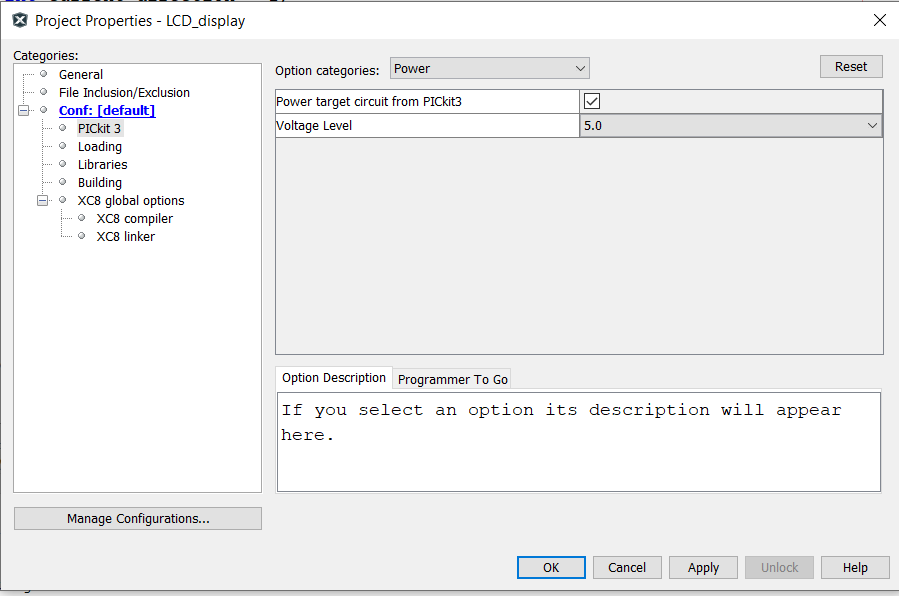 Project Properties - LCD_display
Categories:
General
File Inclusion/Exclusion
Conf: [default]
PICkit 3
Loading
Libraries
Building
XC8 global options
XC8 compiler
XC8 linker
Manage Configurations...
Option categories: Power
Reset
Power target circuit from PICkit3
Voltage Level 5.0
Option Description Programmer To Go
If you select an option its description will appear
here.
OK Cancel Apply Unlock Help